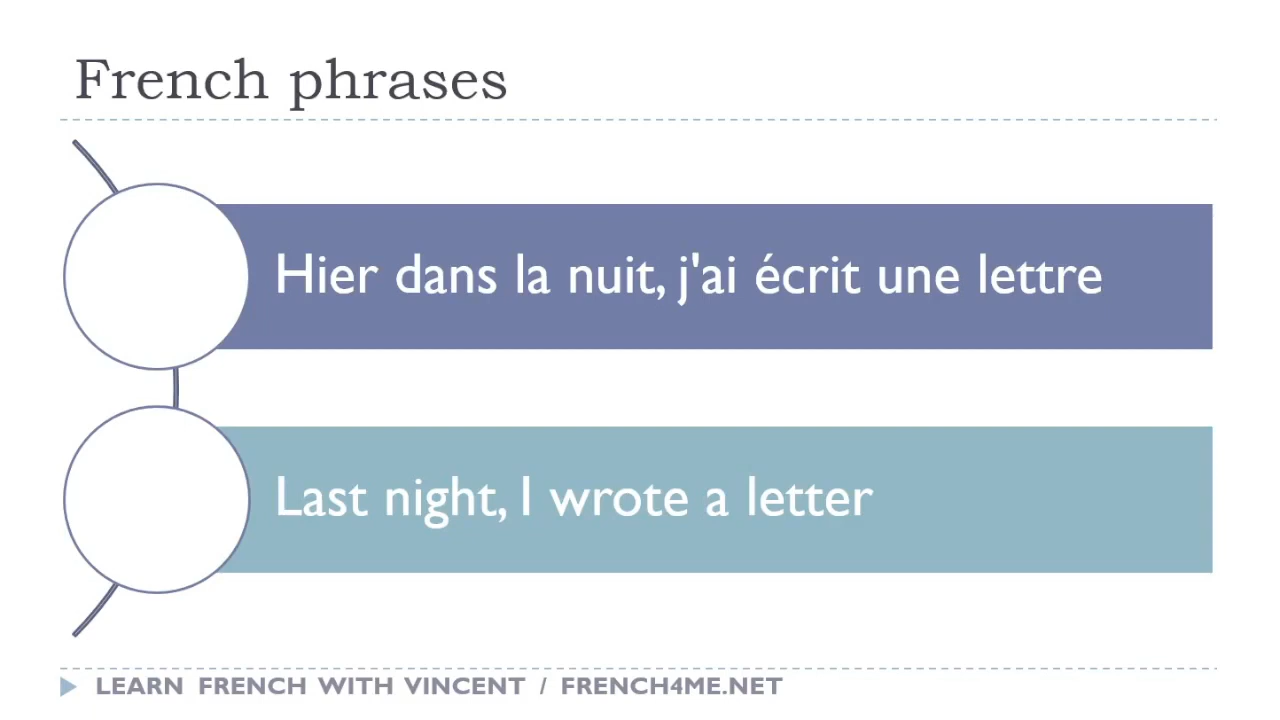 French phrases
Hier dans la nuit, j'ai écrit une lettre
Last night, I wrote a letter
LEARN FRENCH WITH VINCENT / FRENCH4ME.NET